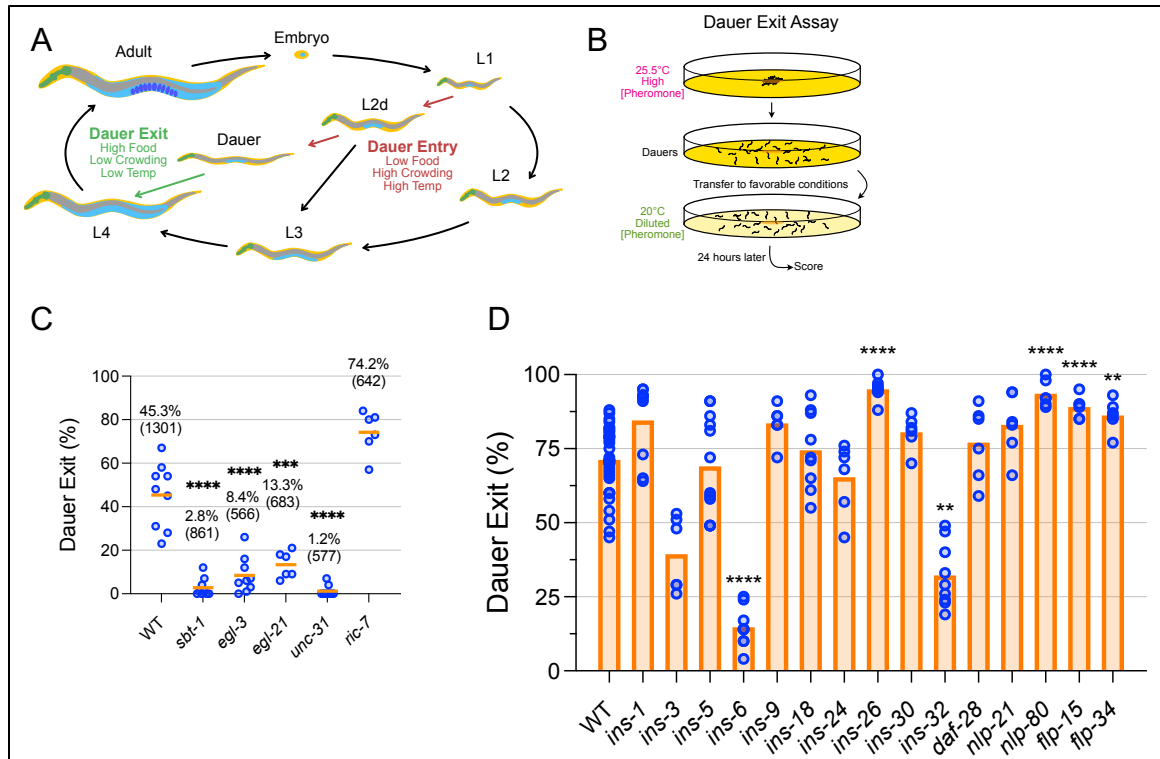 A
Embryo
Adult
L1
L2d
Dauer Exit
High Food
Low Crowding
Low Temp
Dauer
Dauer Entry
Low Food
High Crowding
High Temp
L2
L4
L3
B
Dauer Exit Assay
25.5°C
High
[Pheromone]
Dauers
Transfer to favorable conditions
20°C
Diluted
[Pheromone]
24 hours later
Score
C
Dauer Exit (%)
100
80
60
40
20
0
45.3%
(1301)
****
2.8%
(861)
****
8.4%
(566)
***
13.3%
(683)
****
1.2%
(577)
74.2%
(642)
WT
sbt-1
egl-3
egl-21
unc-31
ric-7
D
Dauer Exit (%)
100
75
50
25
0
****
****
**
****
****
**
WT
ins-1
ins-3
ins-5
ins-6
ins-9
ins-18
ins-24
ins-26
ins-30
ins-32
daf-28
nlp-21
nlp-80
flp-15
flp-34